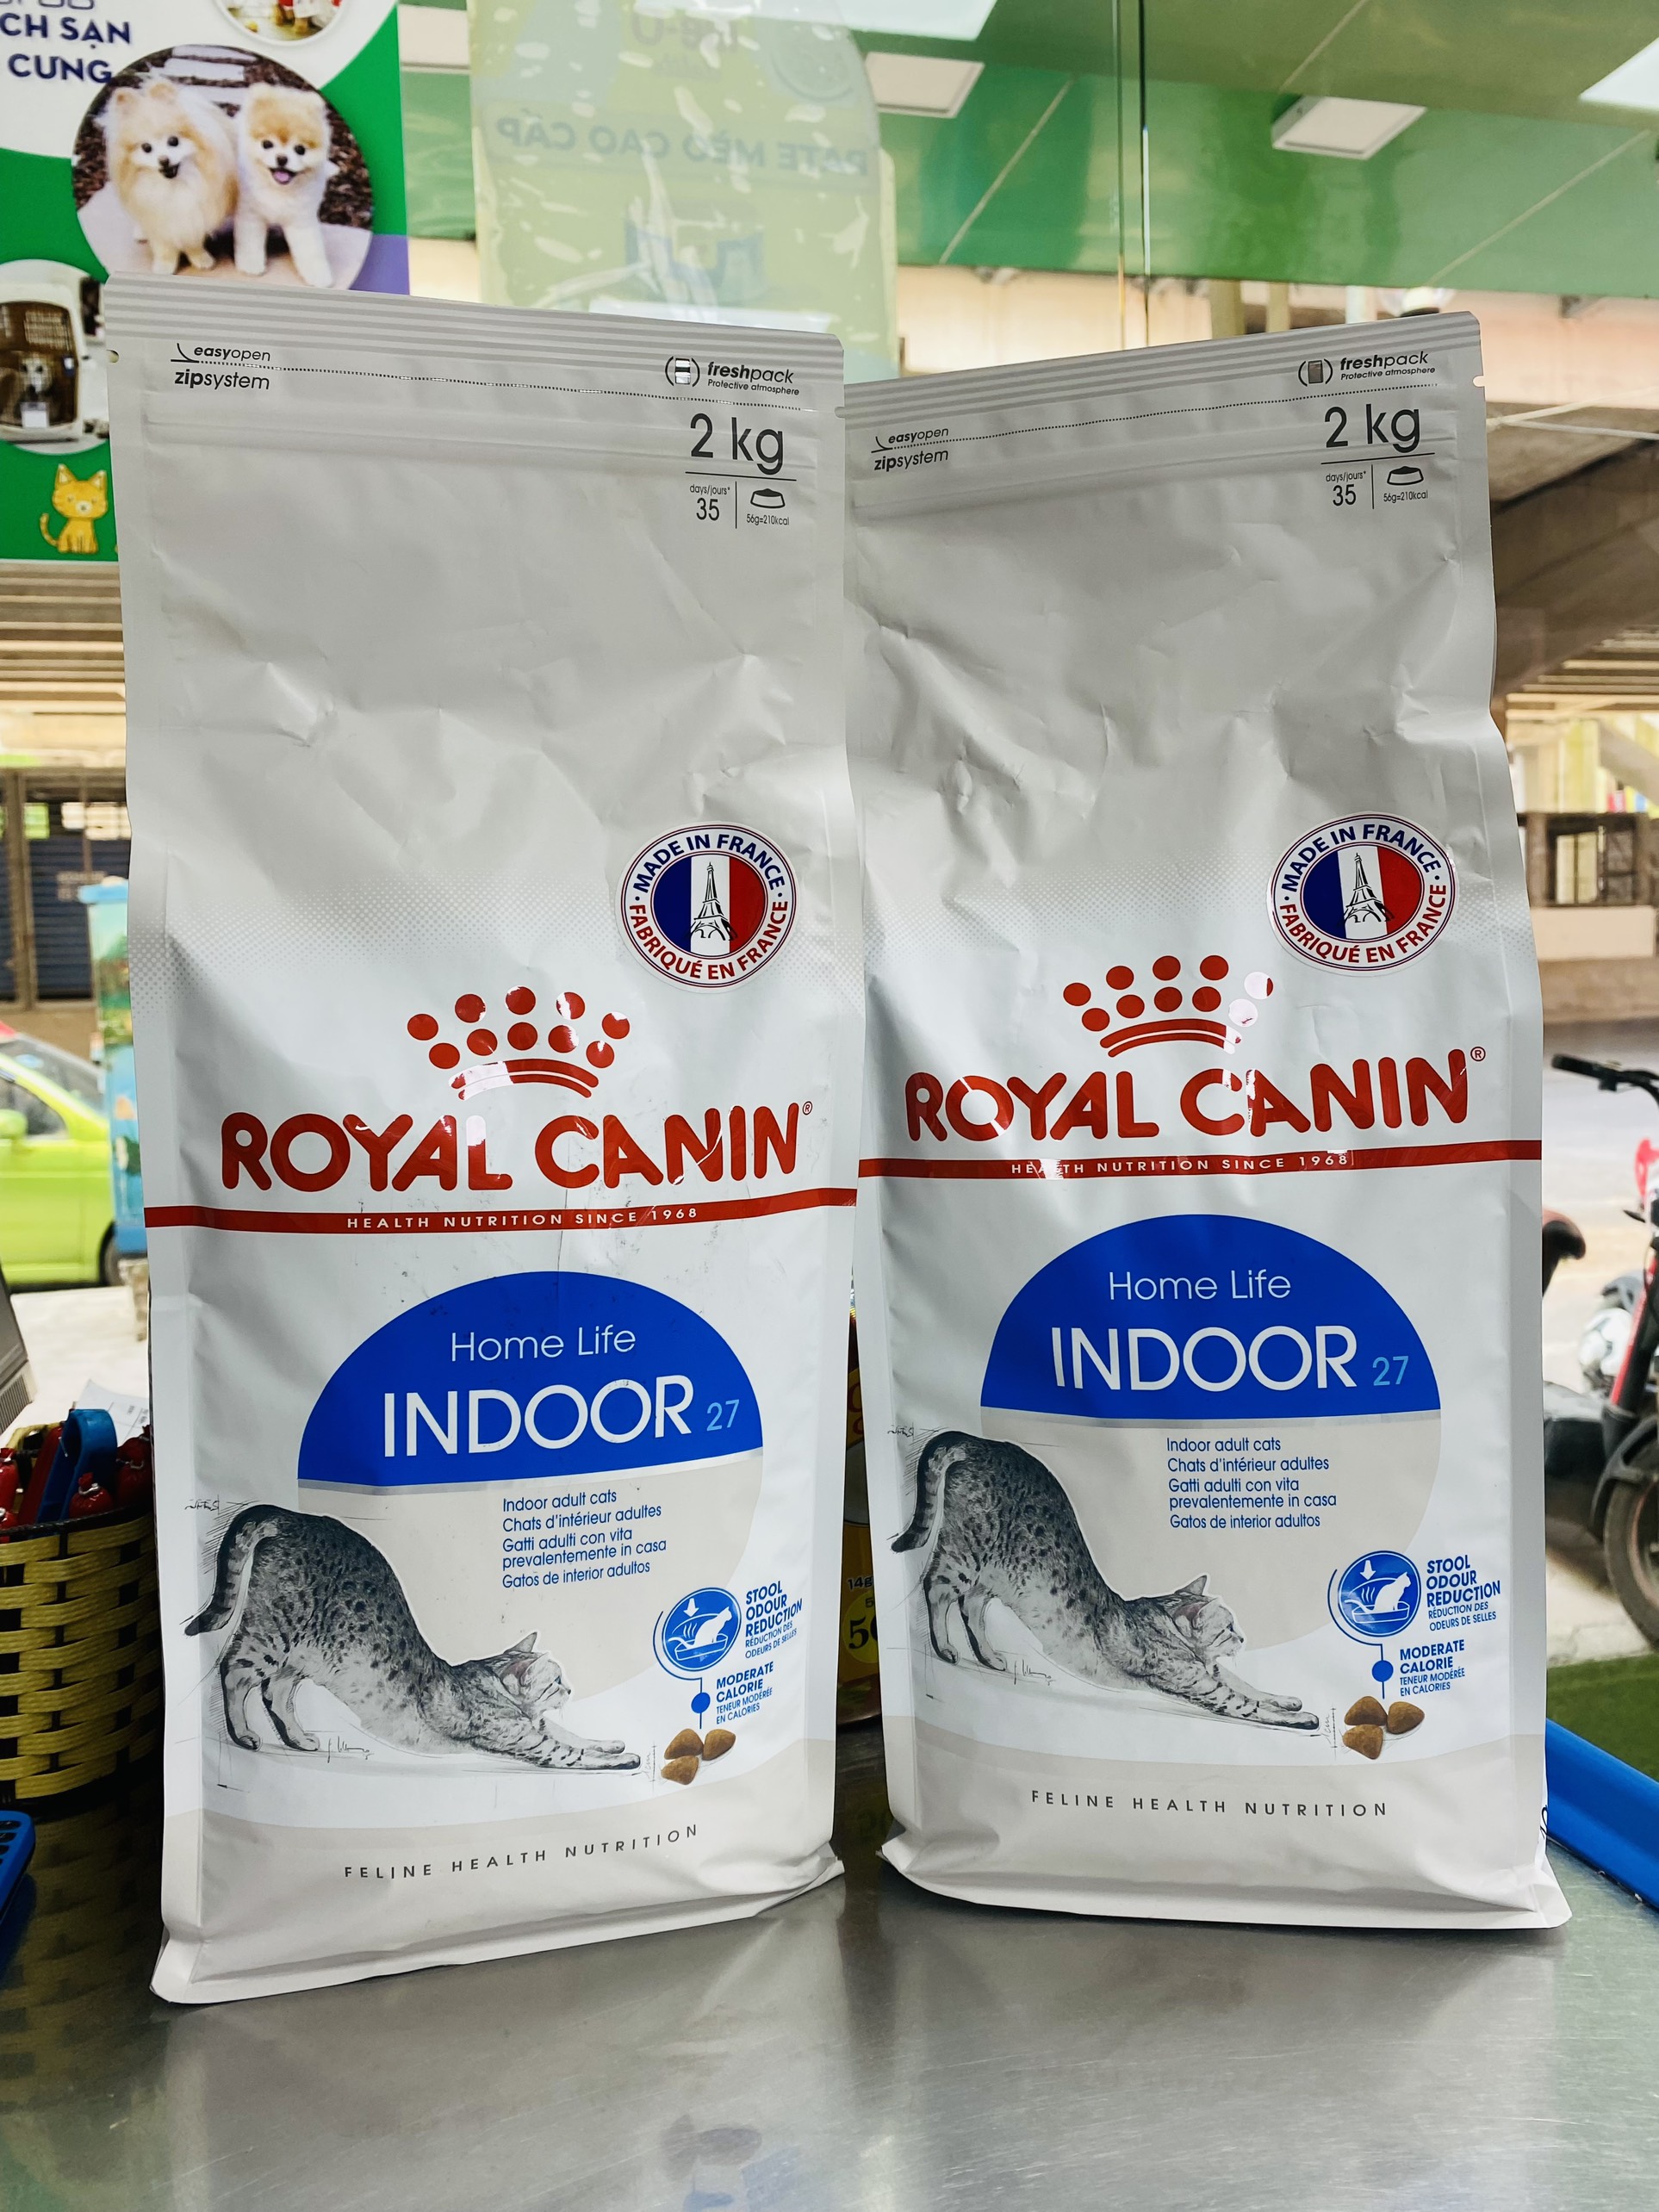 CH SẠN
CƯNG
PATE MÈO CAO CẤP
easyopen
zipsystem
freshpack
Protective atmosphere
2 kg
days/jours*
35
56g=210kcal
MADE IN FRANCE
FABRIQUÉ EN FRANCE
ROYAL CANIN®
HEALTH NUTRITION SINCE 1968
Home Life
INDOOR 27
Indoor adult cats
Chats d'intérieur adultes
Gatti adulti con vita
prevalentemente in casa
Gatos de interior adultos
STOOL
ODOUR
REDUCTION
RÉDUCTION DES
ODEURS DE SELLES
MODERATE
CALORIE
TENEUR MODÉRÉE
EN CALORIES
FELINE HEALTH NUTRITION
easyopen
zipsystem
freshpack
Protective atmosphere
2 kg
days/jours*
35
56g=210kcal
MADE IN FRANCE
FABRIQUÉ EN FRANCE
ROYAL CANIN®
HEALTH NUTRITION SINCE 1968
Home Life
INDOOR 27
Indoor adult cats
Chats d'intérieur adultes
Gatti adulti con vita
prevalentemente in casa
Gatos de interior adultos
STOOL
ODOUR
REDUCTION
RÉDUCTION DES
ODEURS DE SELLES
MODERATE
CALORIE
TENEUR MODÉRÉE
EN CALORIES
FELINE HEALTH NUTRITION